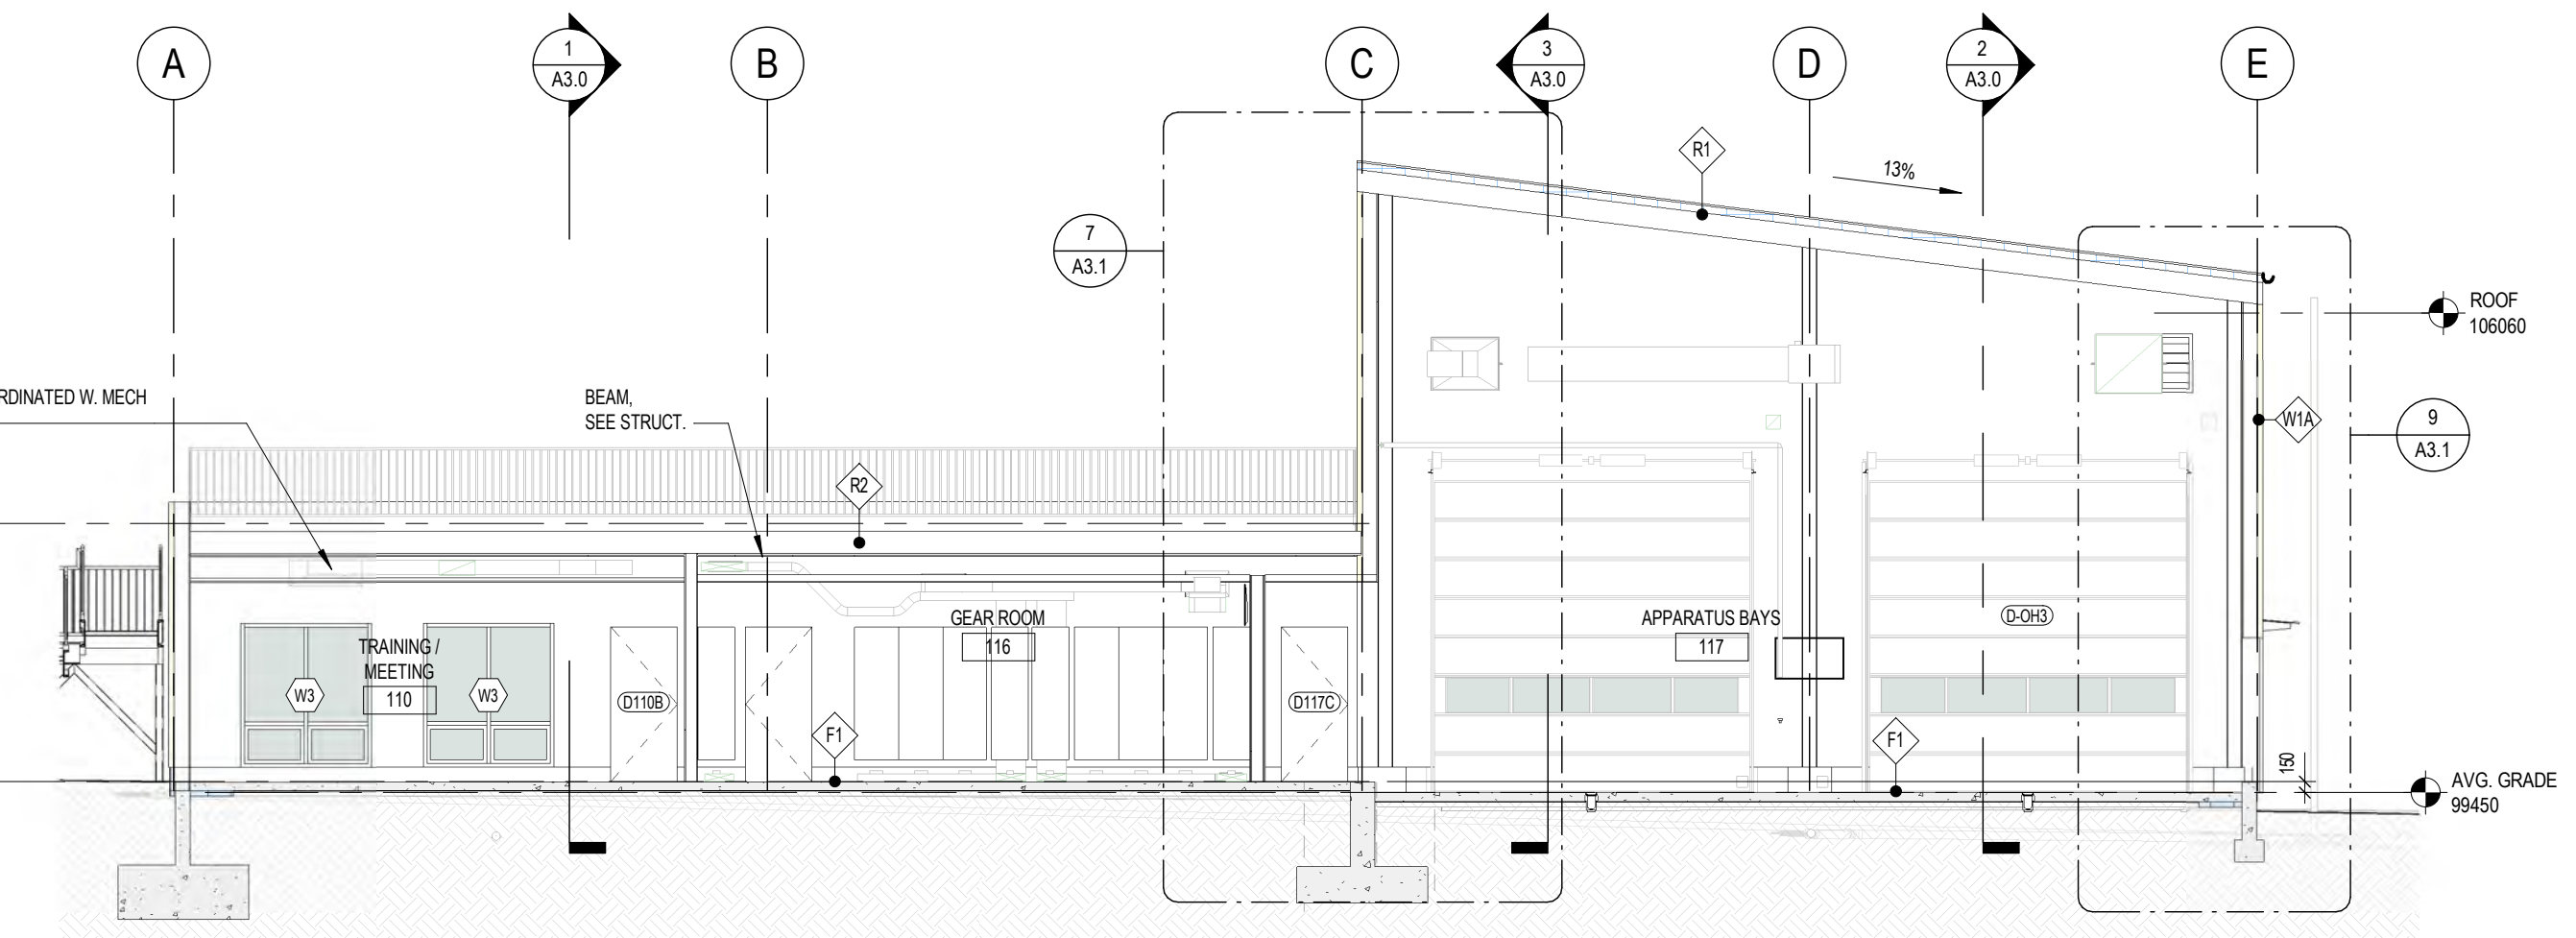 A
1
A3.0
B
C
3
A3.0
D
2
A3.0
E
R1
13%
7
A3.1
ROOF
106060
RDINATED W. MECH
BEAM,
SEE STRUCT.
W1A
9
A3.1
R2
TRAINING /
MEETING
110
W3
W3
D110B
GEAR ROOM
116
D117C
APPARATUS BAYS
117
D-OH3
F1
F1
150
AVG. GRADE
99450